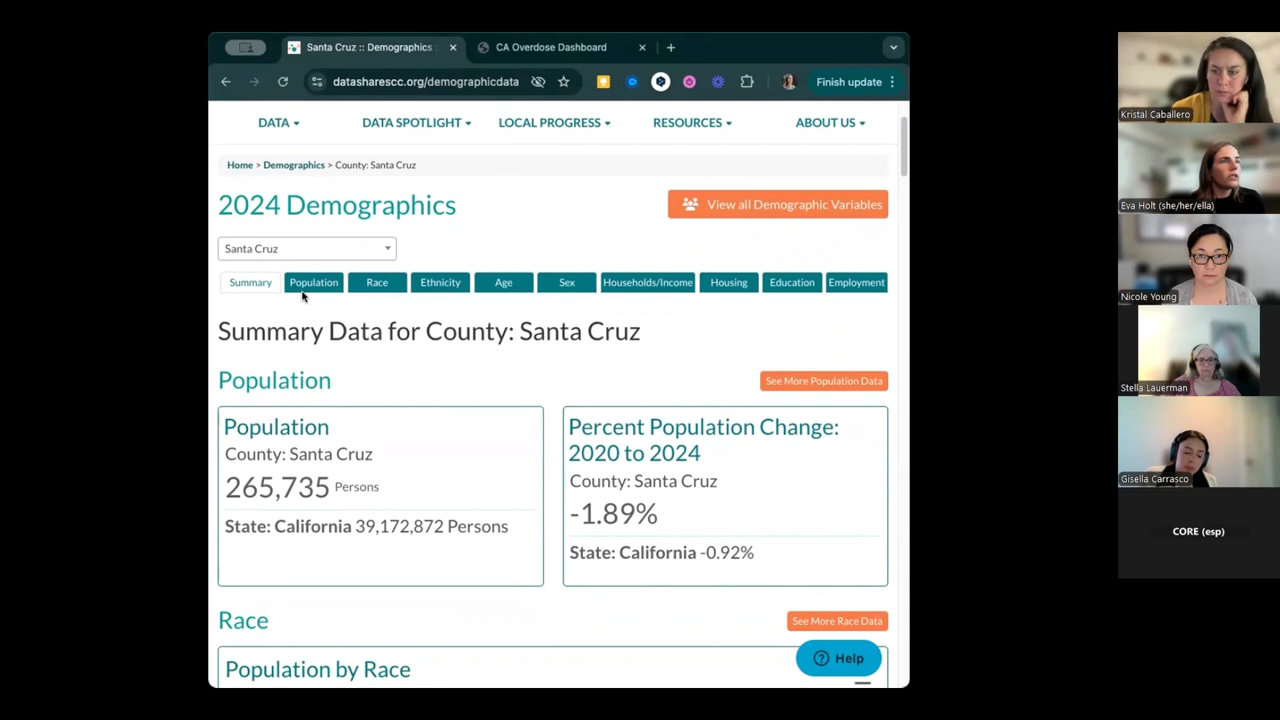 Santa Cruz :: Demographics :
CA Overdose Dashboard
datasharescc.org/demographicdata
Finish update
DATA
DATA SPOTLIGHT
LOCAL PROGRESS
RESOURCES
ABOUT US
Home > Demographics > County: Santa Cruz
2024 Demographics
View all Demographic Variables
Santa Cruz
Summary
Population
Race
Ethnicity
Age
Sex
Households/Income
Housing
Education
Employment
Summary Data for County: Santa Cruz
Population
See More Population Data
Population
County: Santa Cruz
265,735 Persons
State: California 39,172,872 Persons
Percent Population Change:
2020 to 2024
County: Santa Cruz
-1.89%
State: California -0.92%
Race
See More Race Data
Population by Race
Help
Kristal Caballero
Eva Holt (she/her/ella)
Nicole Young
Stella Lauerman
Gisella Carrasco
CORE (esp)